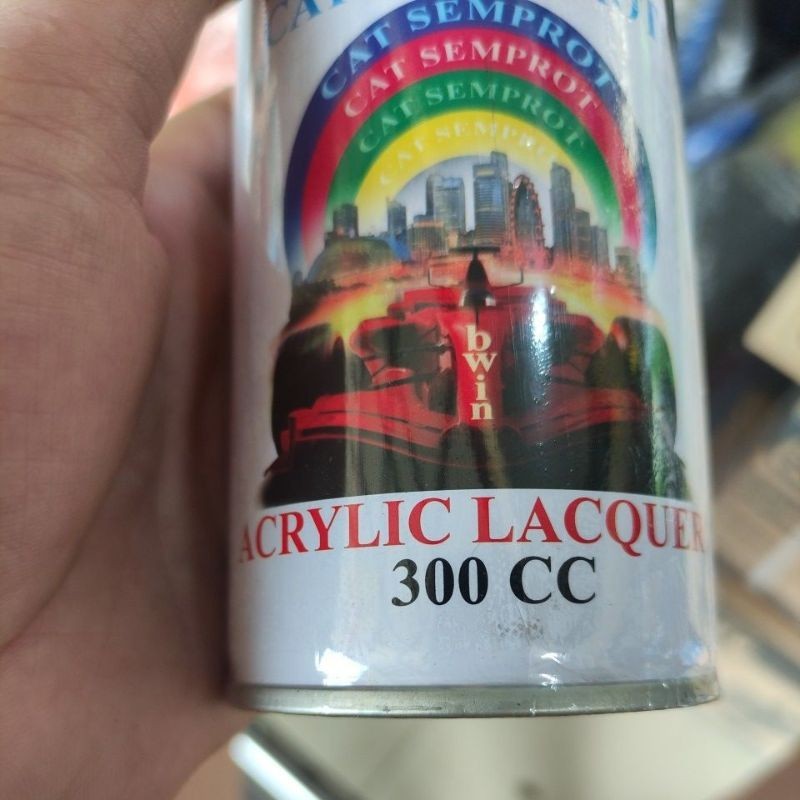 CAT SEMPROT
CAT SEMPROT
CAT SEMPROT
CAT SEMPROT
bwin
ACRYLIC LACQUER
300 CC